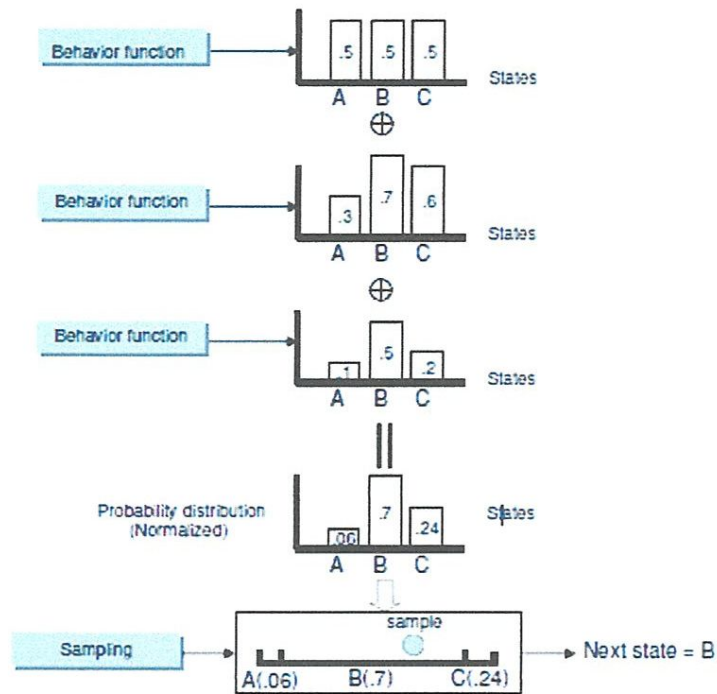 Behavior function
.5 .5 .5
States
A B C
Behavior function
.3 .7 .6
States
A B C
Behavior function
.1 .5 .2
States
A B C
Probability distribution
(Normalized)
.06 .7 .24
States
A B C
sample
Sampling
Next state = B
A(.06) B(.7) C(.24)